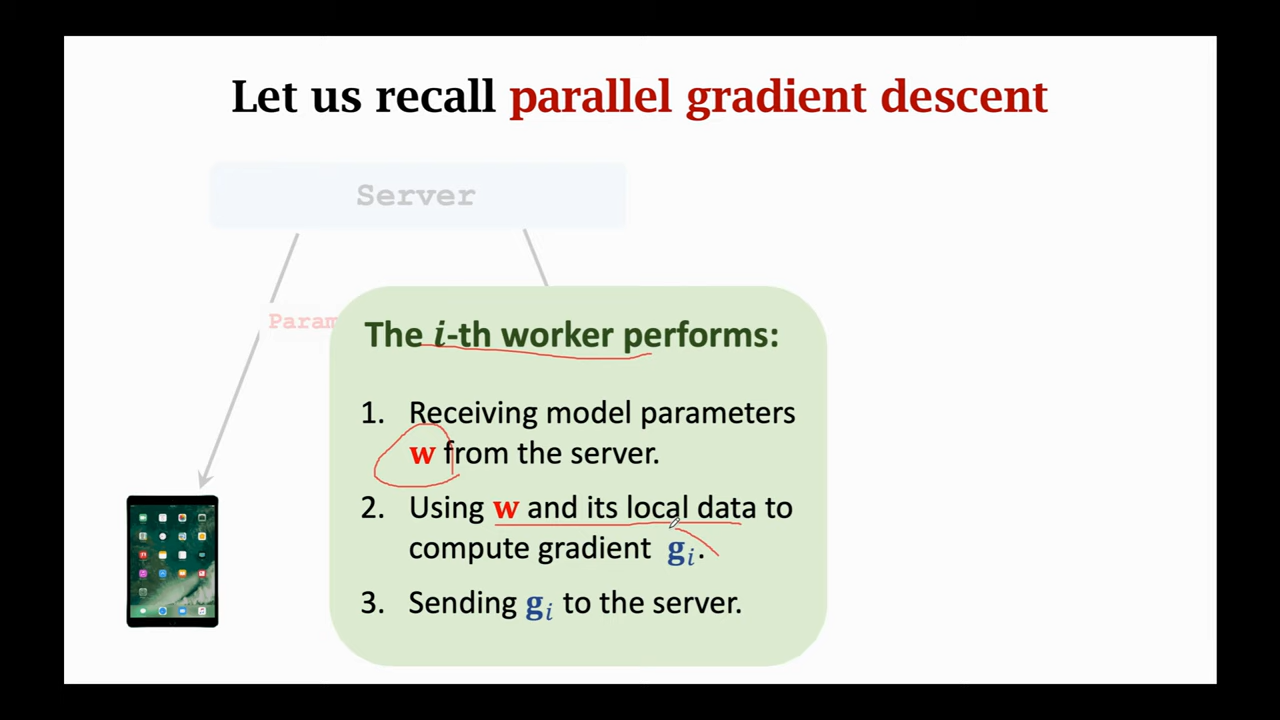 Let us recall parallel gradient descent
Server
Param
The i-th worker performs:
1. Receiving model parameters
w from the server.
2. Using w and its local data to
compute gradient gᵢ.
3. Sending gᵢ to the server.